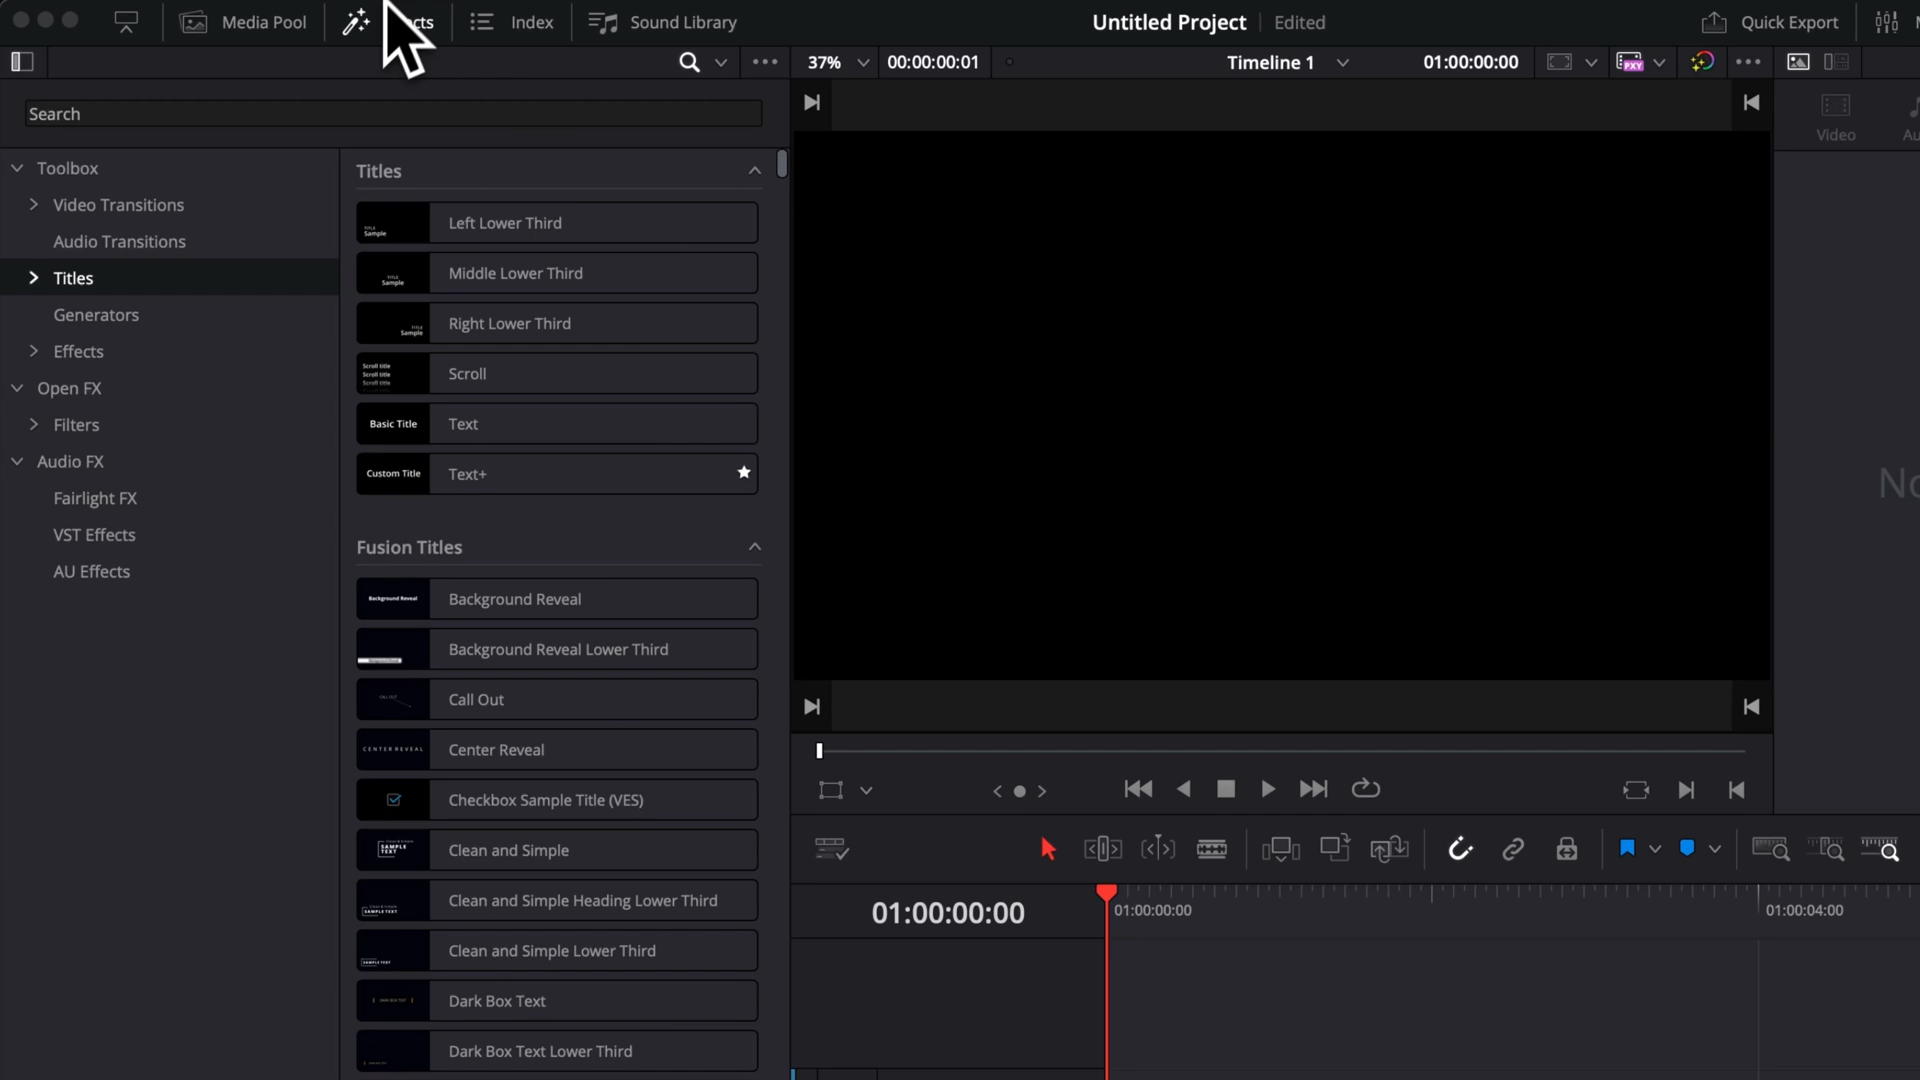 Media Pool
cts
Index
Sound Library
Untitled Project
Edited
Quick Export
37%
00:00:00:01
Timeline 1
01:00:00:00
PXY
Search
Video
Au
Toolbox
Video Transitions
Audio Transitions
Titles
Generators
Effects
Open FX
Filters
Audio FX
Fairlight FX
VST Effects
AU Effects
Titles
Left Lower Third
Middle Lower Third
Right Lower Third
Scroll title
Scroll title
Scroll title
Scroll
Basic Title
Text
Custom Title
Text+
Fusion Titles
Background Reveal
Background Reveal
Background Reveal Lower Third
CALL OUT
Call Out
CENTER REVEAL
Center Reveal
Checkbox Sample Title (VES)
SAMPLE
TEXT
Clean and Simple
SAMPLE TEXT
Clean and Simple Heading Lower Third
SAMPLE TEXT
Clean and Simple Lower Third
DARK BOX TEXT
Dark Box Text
Dark Box Text Lower Third
No
01:00:00:00
01:00:00:00
01:00:04:00